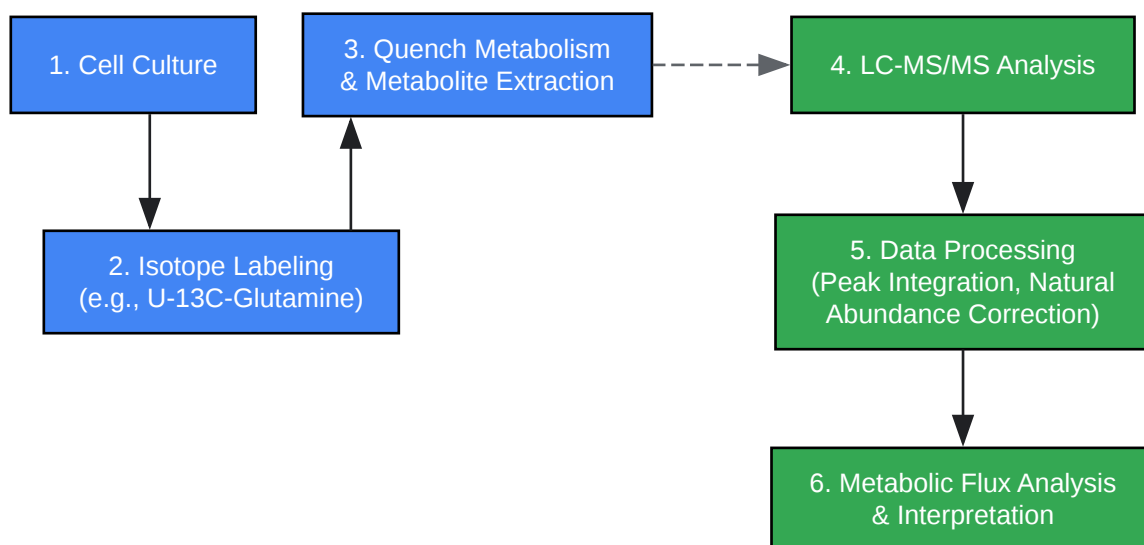 1. Cell Culture
2. Isotope Labeling
(e.g., U-13C-Glutamine)
3. Quench Metabolism
& Metabolite Extraction
4. LC-MS/MS Analysis
5. Data Processing
(Peak Integration, Natural
Abundance Correction)
6. Metabolic Flux Analysis
& Interpretation